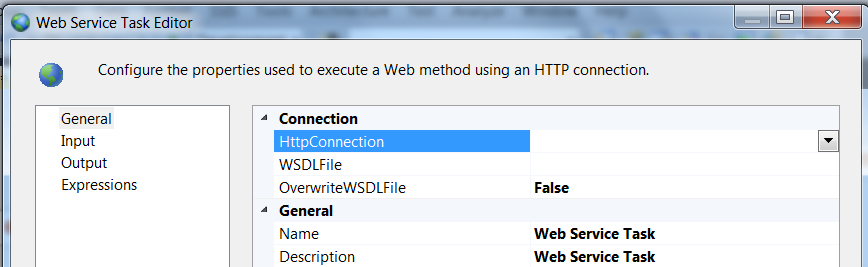 Web Service Task Editor
Configure the properties used to execute a Web method using an HTTP connection.
General
Input
Output
Expressions
Connection
HttpConnection
WSDLFile
OverwriteWSDLFile False
General
Name Web Service Task
Description Web Service Task